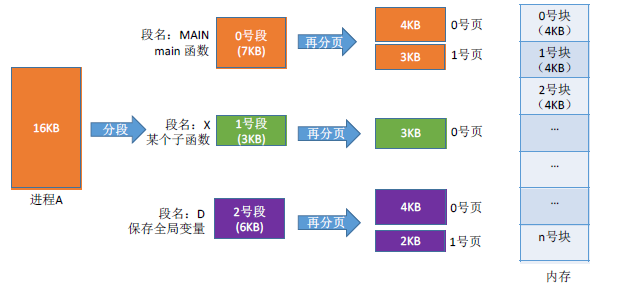 16KB
进程A
分段
段名：MAIN
main 函数
0号段
(7KB)
再分页
4KB
0号页
3KB
1号页
段名：X
某个子函数
1号段
(3KB)
再分页
3KB
0号页
段名：D
保存全局变量
2号段
(6KB)
再分页
4KB
0号页
2KB
1号页
0号块
（4KB）
1号块
（4KB）
2号块
（4KB）
...
...
...
n号块
内存